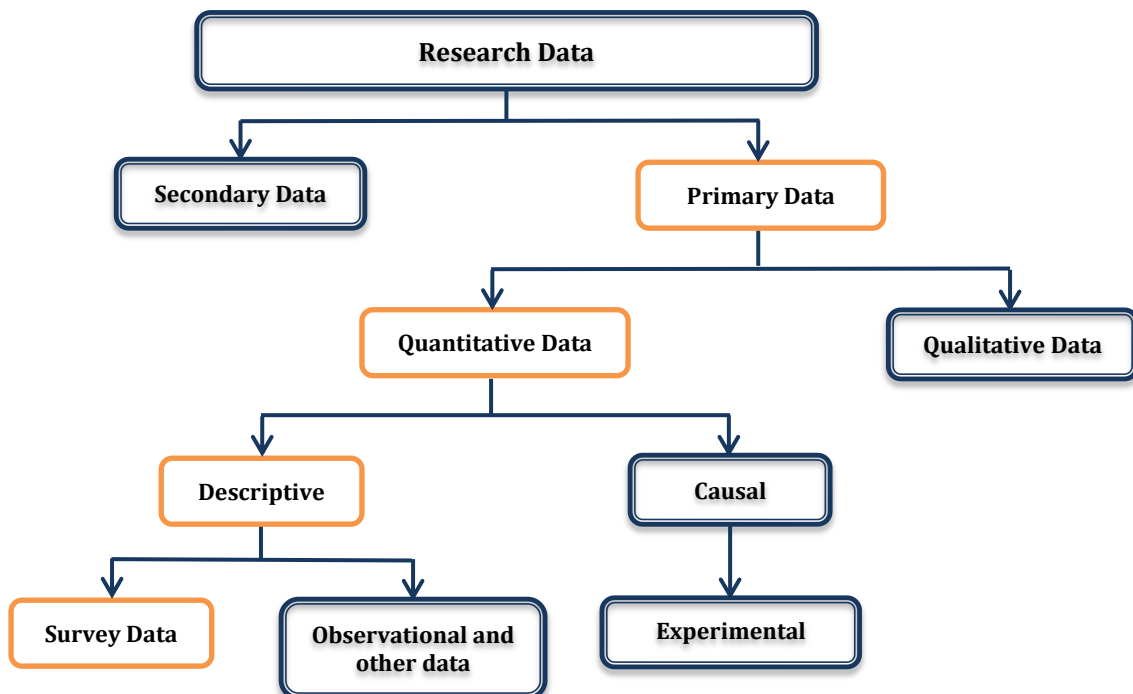 Research Data
Secondary Data
Primary Data
Quantitative Data
Qualitative Data
Descriptive
Causal
Survey Data
Observational and
other data
Experimental